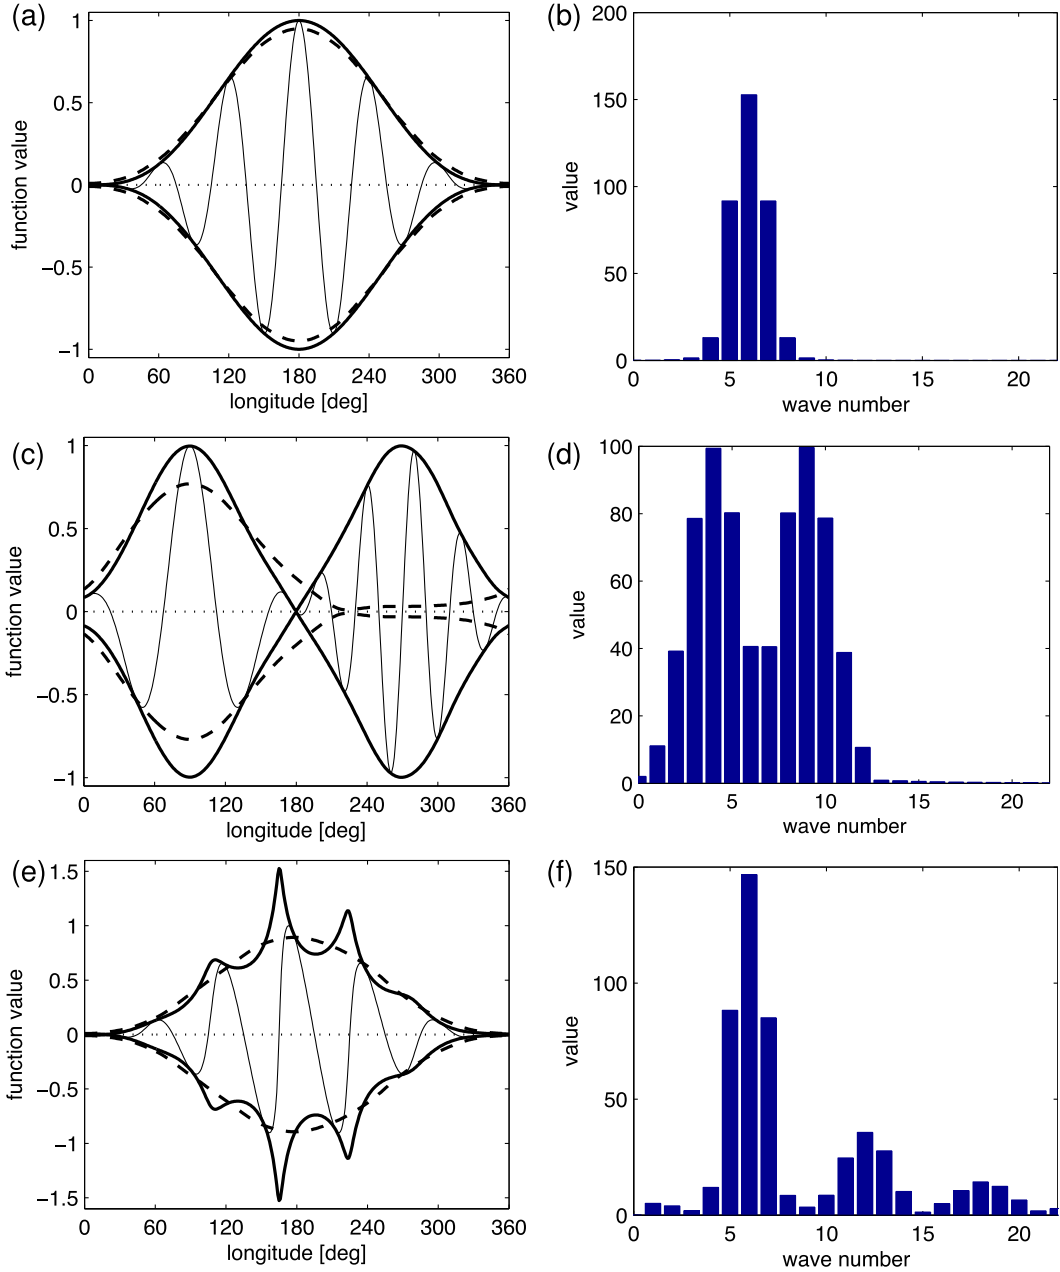 (a)
1
0.5
0
−0.5
−1
function value
0 60 120 180 240 300 360
longitude [deg]
(b)
200
150
100
50
0
value
0 5 10 15 20
wave number
(c)
1
0.5
0
−0.5
−1
function value
0 60 120 180 240 300 360
longitude [deg]
(d)
100
80
60
40
20
0
value
0 5 10 15 20
wave number
(e)
1.5
1
0.5
0
−0.5
−1
−1.5
function value
0 60 120 180 240 300 360
longitude [deg]
(f)
150
100
50
0
value
0 5 10 15 20
wave number